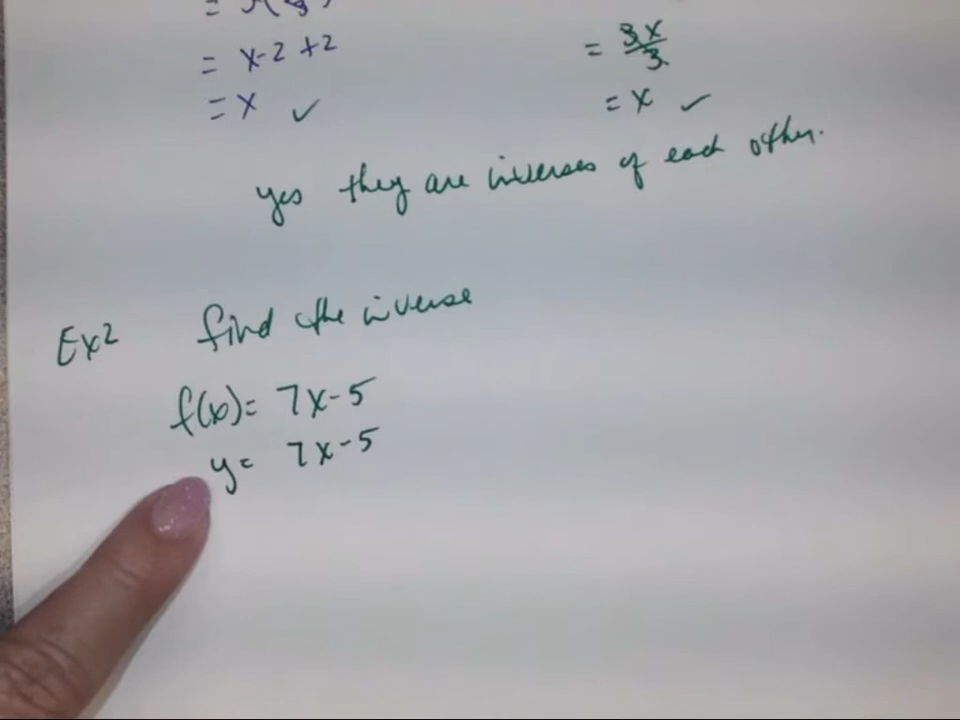 = x-2 +2
= x ✓
= 3x/3
= x ✓
yes they are inverses of each other.
Ex2 find the inverse
f(x)= 7x-5
y= 7x-5